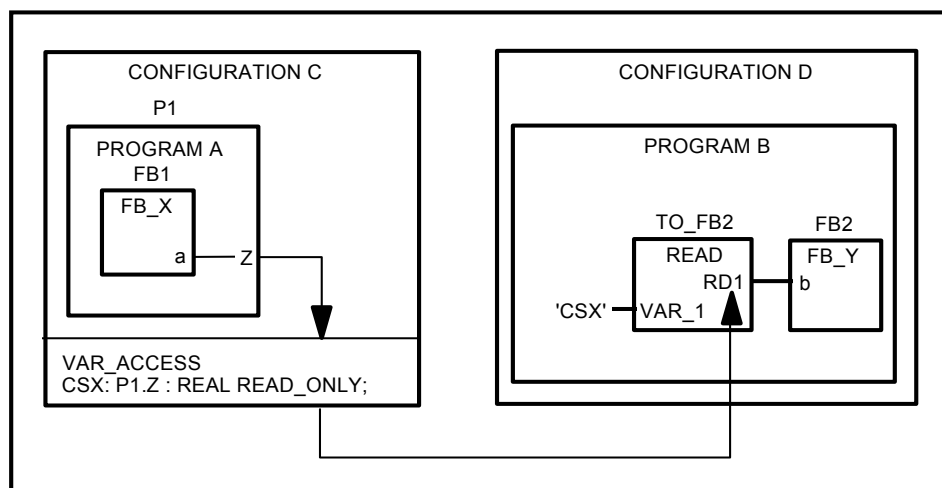 CONFIGURATION C
P1
PROGRAM A
FB1
FB_X
a
Z
VAR_ACCESS
CSX: P1.Z : REAL READ_ONLY;
CONFIGURATION D
PROGRAM B
TO_FB2
READ
RD1
'CSX'
VAR_1
FB2
FB_Y
b